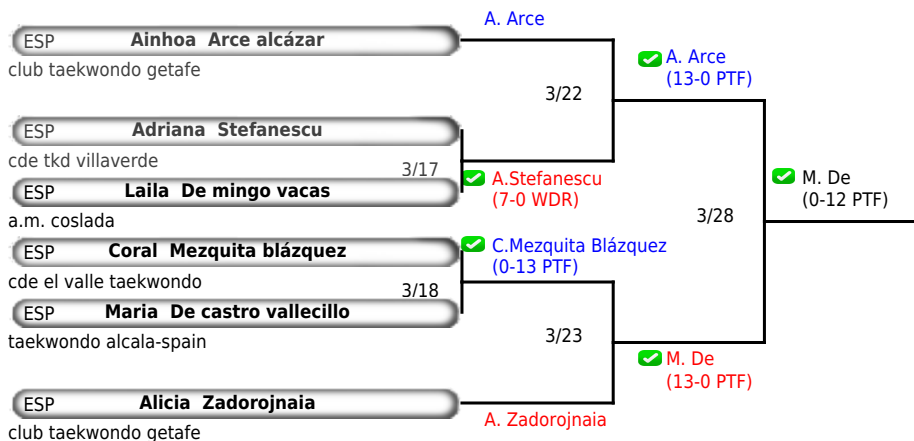 A. Arce
ESP Ainhoa Arce alcázar
club taekwondo getafe
A. Arce
(13-0 PTF)
3/22
ESP Adriana Stefanescu
cde tkd villaverde
3/17
A.Stefanescu
(7-0 WDR)
ESP Laila De mingo vacas
a.m. coslada
M. De
(0-12 PTF)
3/28
ESP Coral Mezquita blázquez
cde el valle taekwondo
C.Mezquita Blázquez
(0-13 PTF)
3/18
ESP Maria De castro vallecillo
taekwondo alcala-spain
3/23
M. De
(13-0 PTF)
ESP Alicia Zadorojnaia
club taekwondo getafe
A. Zadorojnaia